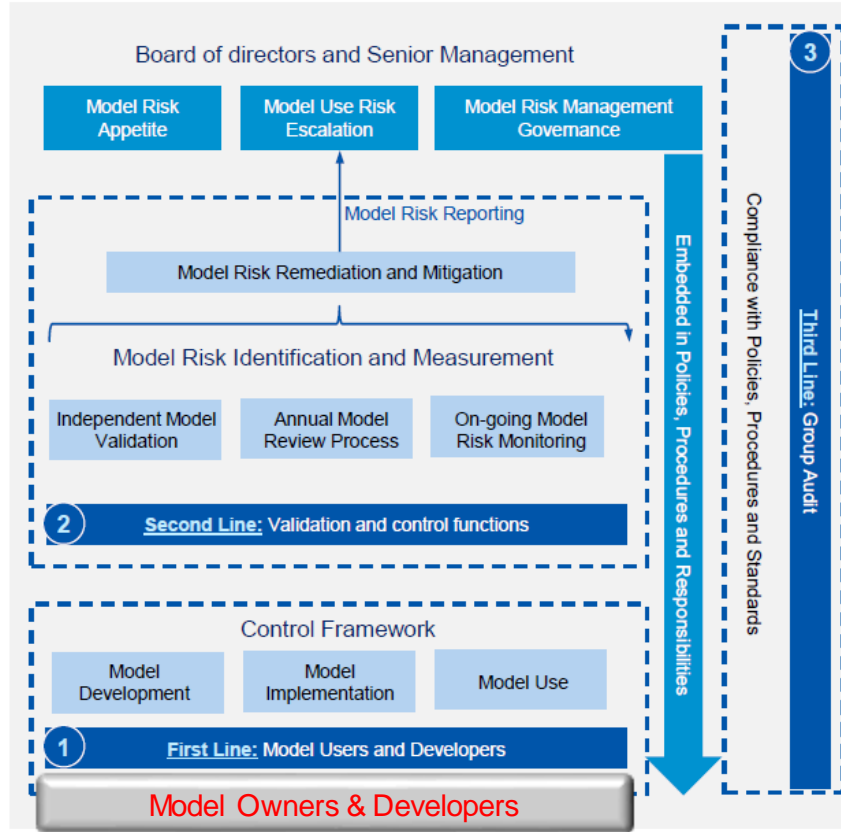 Board of directors and Senior Management
Model Risk
Appetite
Model Use Risk
Escalation
Model Risk Management
Governance
Model Risk Reporting
Model Risk Remediation and Mitigation
Model Risk Identification and Measurement
Independent Model
Validation
Annual Model
Review Process
On-going Model
Risk Monitoring
2
Second Line: Validation and control functions
Control Framework
Model
Development
Model
Implementation
Model Use
1
First Line: Model Users and Developers
Model Owners & Developers
Embedded in Policies, Procedures and Responsibilities
Compliance with Policies, Procedures and Standards
3
Third Line: Group Audit